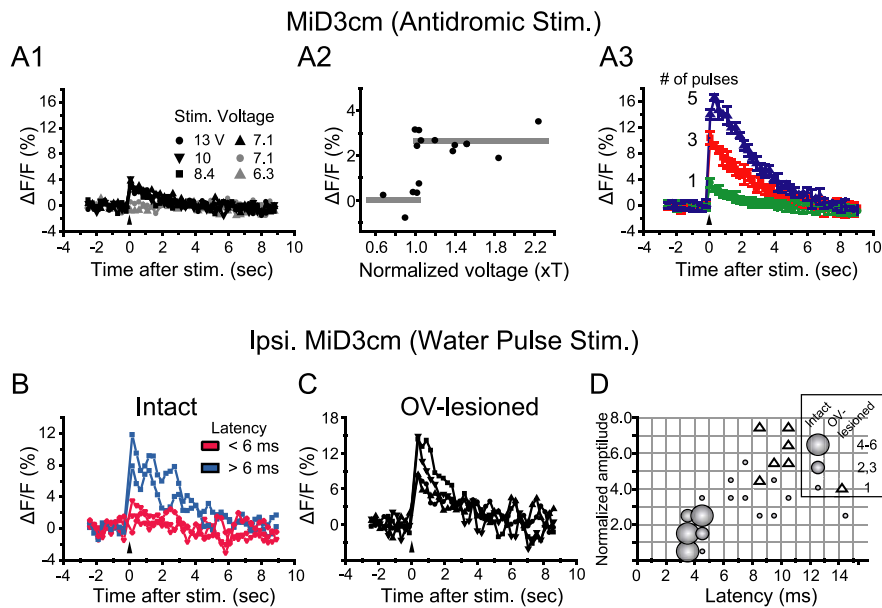 MiD3cm (Antidromic Stim.)
A1
A2
A3
ΔF/F (%)
16
12
8
4
0
-4
Stim. Voltage
13 V
7.1
10
7.1
8.4
6.3
-4 -2 0 2 4 6 8 10
Time after stim. (sec)
ΔF/F (%)
4
2
0
0.6 1.0 1.4 1.8 2.2
Normalized voltage (xT)
ΔF/F (%)
# of pulses
5
3
1
16
12
8
4
0
-4
-4 -2 0 2 4 6 8 10
Time after stim. (sec)
Ipsi. MiD3cm (Water Pulse Stim.)
B
Intact
Latency
< 6 ms
> 6 ms
ΔF/F (%)
12
8
4
0
-4
-4 -2 0 2 4 6 8 10
Time after stim. (sec)
C
OV-lesioned
ΔF/F (%)
18
14
10
6
2
0
-4
-4 -2 0 2 4 6 8 10
Time after stim. (sec)
D
Normalized amplitude
8.0
6.0
4.0
2.0
Intact
OV-lesioned
4-6
2,3
1
0 2 4 6 8 10 12 14
Latency (ms)